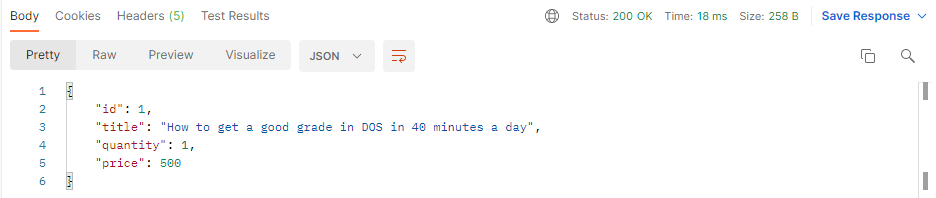 Body Cookies Headers (5) Test Results Status: 200 OK Time: 18 ms Size: 258 B Save Response
Pretty Raw Preview Visualize JSON
1 {
2 "id": 1,
3 "title": "How to get a good grade in DOS in 40 minutes a day",
4 "quantity": 1,
5 "price": 500
6 }